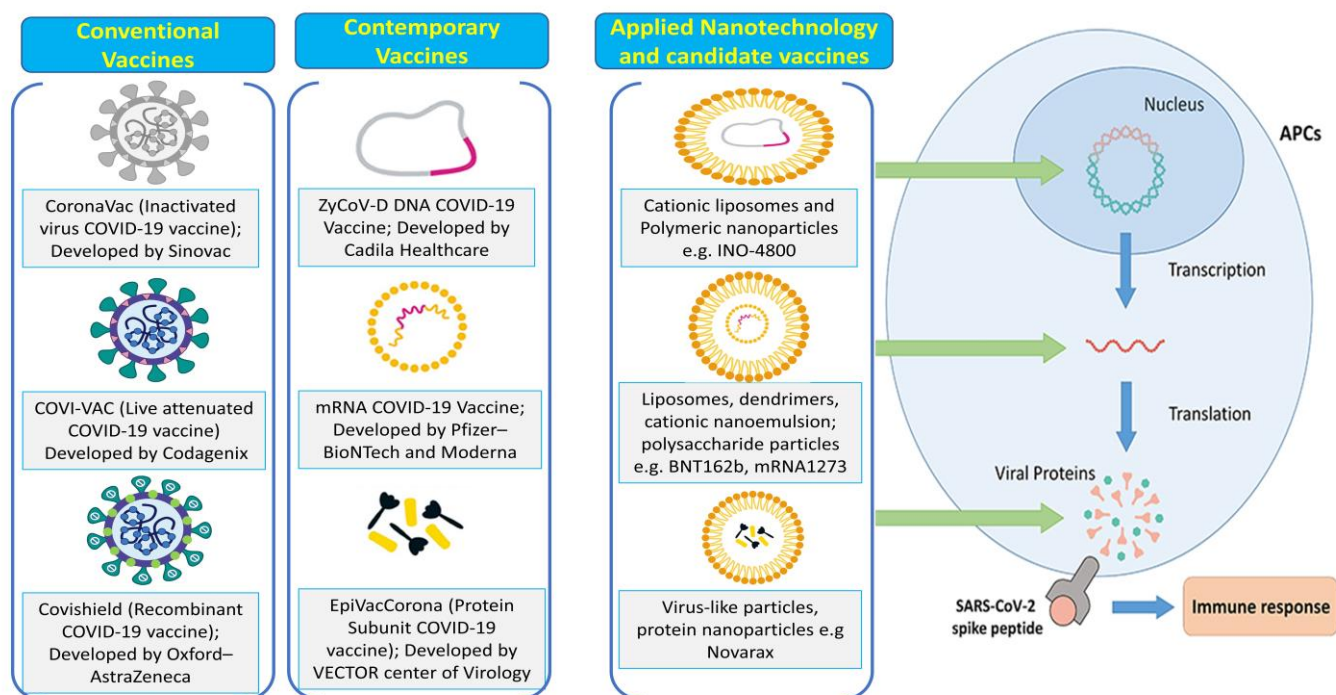 Conventional
Vaccines
CoronaVac (Inactivated
virus COVID-19 vaccine);
Developed by Sinovac
COVI-VAC (Live attenuated
COVID-19 vaccine)
Developed by Codagenix
Covishield (Recombinant
COVID-19 vaccine);
Developed by Oxford–
AstraZeneca
Contemporary
Vaccines
ZyCoV-D DNA COVID-19
Vaccine; Developed by
Cadila Healthcare
mRNA COVID-19 Vaccine;
Developed by Pfizer–
BioNTech and Moderna
EpiVacCorona (Protein
Subunit COVID-19
vaccine); Developed by
VECTOR center of Virology
Applied Nanotechnology
and candidate vaccines
Cationic liposomes and
Polymeric nanoparticles
e.g. INO-4800
Liposomes, dendrimers,
cationic nanoemulsion;
polysaccharide particles
e.g. BNT162b, mRNA1273
Virus-like particles,
protein nanoparticles e.g
Novarax
Nucleus
APCs
Transcription
Translation
Viral Proteins
SARS-CoV-2
spike peptide
Immune response